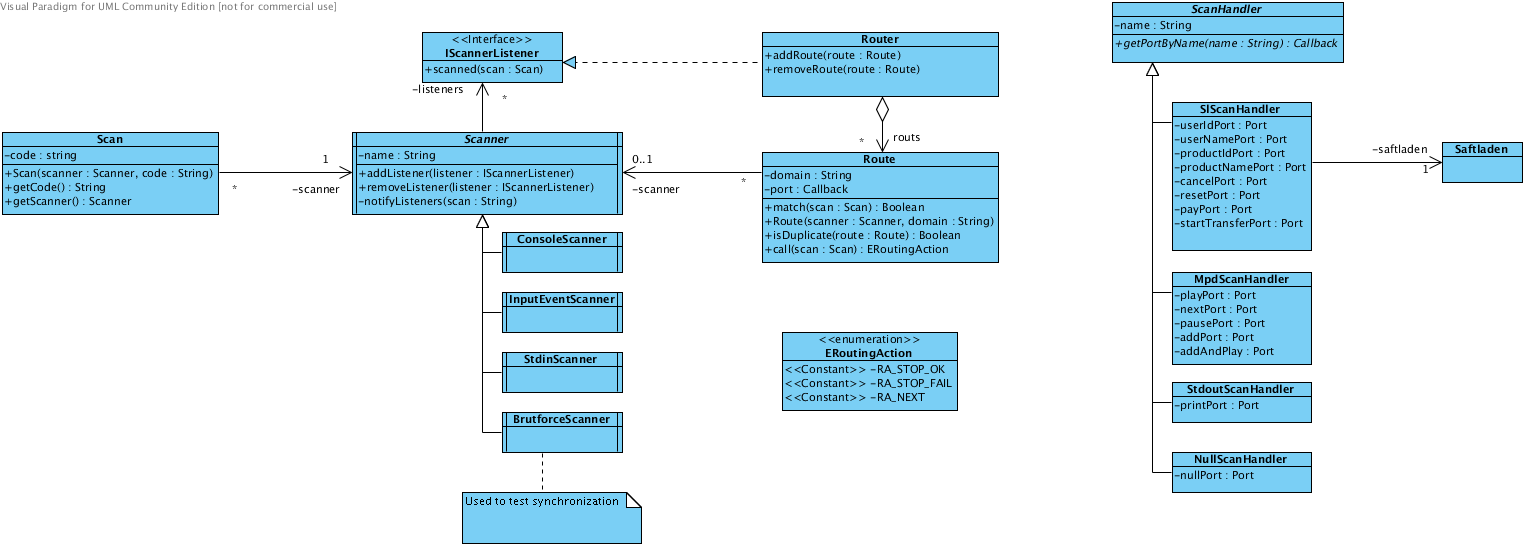 Visual Paradigm for UML Community Edition [not for commercial use]
<<Interface>>
IScannerListener
+scanned(scan : Scan)
-listeners
*
Router
+addRoute(route : Route)
+removeRoute(route : Route)
*
routs
Scan
-code : string
+Scan(scanner : Scanner, code : String)
+getCode() : String
+getScanner() : Scanner
1
*
-scanner
Scanner
-name : String
+addListener(listener : IScannerListener)
+removeListener(listener : IScannerListener)
-notifyListeners(scan : String)
0..1
-scanner
*
Route
-domain : String
-port : Callback
+match(scan : Scan) : Boolean
+Route(scanner : Scanner, domain : String)
+isDuplicate(route : Route) : Boolean
+call(scan : Scan) : ERoutingAction
ConsoleScanner
InputEventScanner
StdinScanner
BrutforceScanner
Used to test synchronization
<<enumeration>>
ERoutingAction
<<Constant>> -RA_STOP_OK
<<Constant>> -RA_STOP_FAIL
<<Constant>> -RA_NEXT
ScanHandler
-name : String
+getPortByName(name : String) : Callback
SlScanHandler
-userIdPort : Port
-userNamePort : Port
-productIdPort : Port
-productNamePort : Port
-cancelPort : Port
-resetPort : Port
-payPort : Port
-startTransferPort : Port
-saftladen
1
Saftladen
MpdScanHandler
-playPort : Port
-nextPort : Port
-pausePort : Port
-addPort : Port
-addAndPlay : Port
StdoutScanHandler
-printPort : Port
NullScanHandler
-nullPort : Port